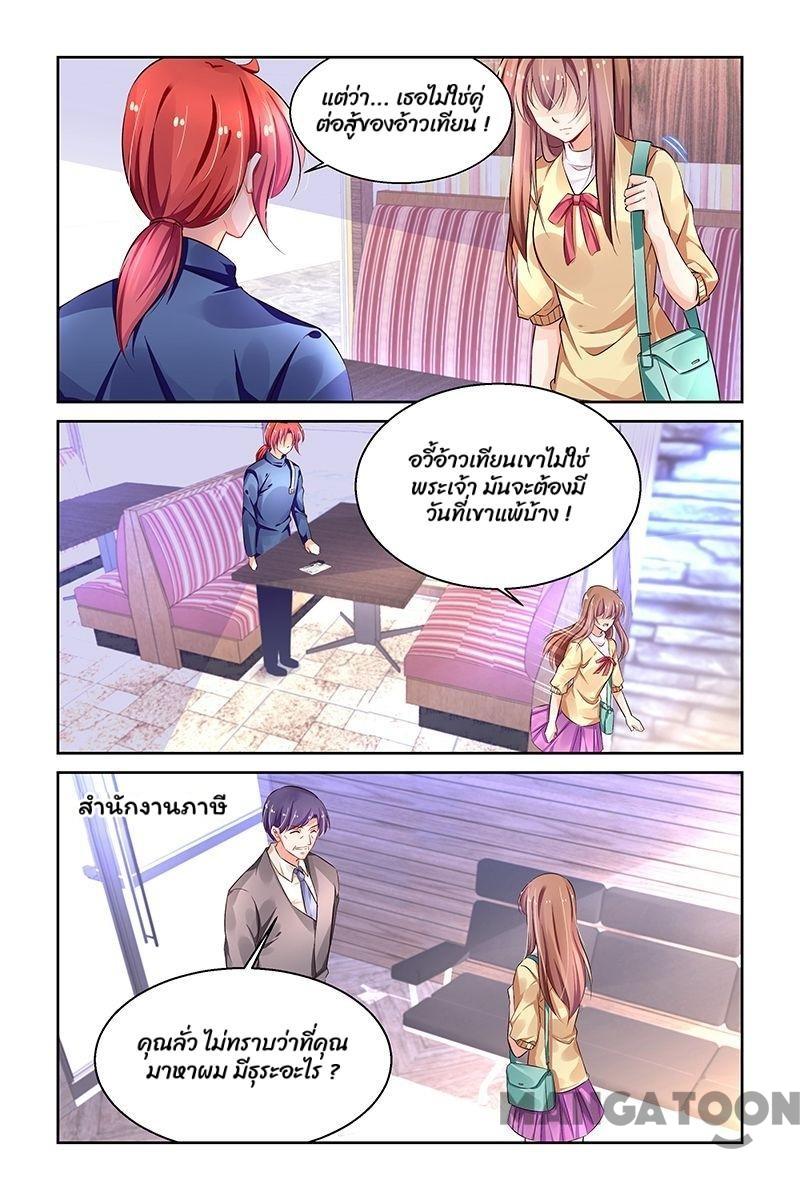 แต่ว่า... เธอไม่ใช่คู่
ต่อสู้ของอ้าวเทียน !
อวี้อ้าวเทียนเขาไม่ใช่
พระเจ้า มันจะต้องมี
วันที่เขาแพ้บ้าง !
สำนักงานภาษี
คุณลั่ว ไม่ทราบว่าที่คุณ
มาหาผม มีธุระอะไร ?
MANGATOON